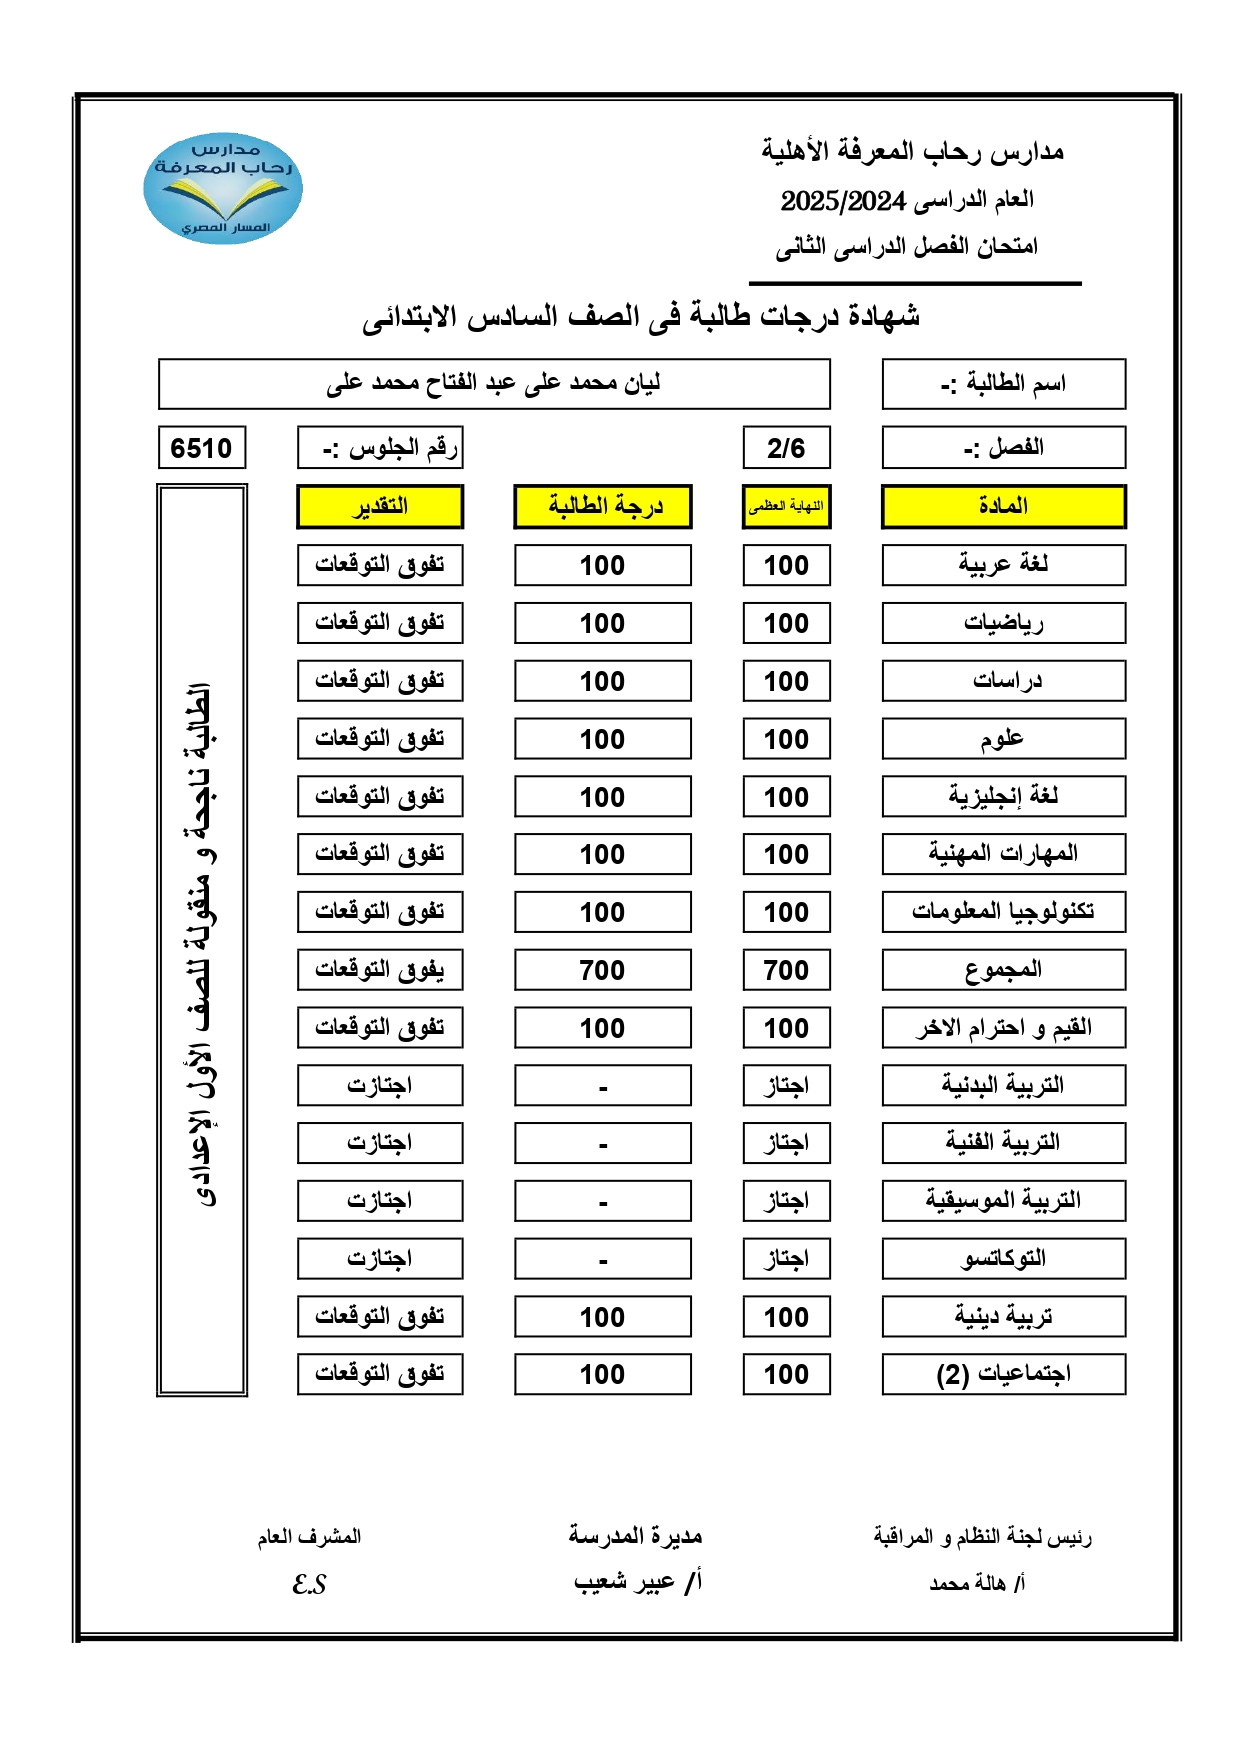 مدارس رحاب المعرفة الأهلية
العام الدراسى 2025/2024
امتحان الفصل الدراسى الثانى
مدارس
رحاب المعرفة
المسار المصري
شهادة درجات طالبة فى الصف السادس الابتدائى
اسم الطالبة :- ليان محمد على عبد الفتاح محمد على
الفصل :- 2/6 رقم الجلوس :- 6510
المادة النهاية العظمى درجة الطالبة التقدير
لغة عربية 100 100 تفوق التوقعات
رياضيات 100 100 تفوق التوقعات
دراسات 100 100 تفوق التوقعات
علوم 100 100 تفوق التوقعات
لغة إنجليزية 100 100 تفوق التوقعات
المهارات المهنية 100 100 تفوق التوقعات
تكنولوجيا المعلومات 100 100 تفوق التوقعات
المجموع 700 700 يفوق التوقعات
القيم و احترام الاخر 100 100 تفوق التوقعات
التربية البدنية اجتاز - اجتازت
التربية الفنية اجتاز - اجتازت
التربية الموسيقية اجتاز - اجتازت
التوكاتسو اجتاز - اجتازت
تربية دينية 100 100 تفوق التوقعات
اجتماعيات (2) 100 100 تفوق التوقعات
الطالبة ناجحة و منقولة للصف الأول الإعدادى
رئيس لجنة النظام و المراقبة مديرة المدرسة المشرف العام
أ/ هالة محمد أ/ عبير شعيب E.S